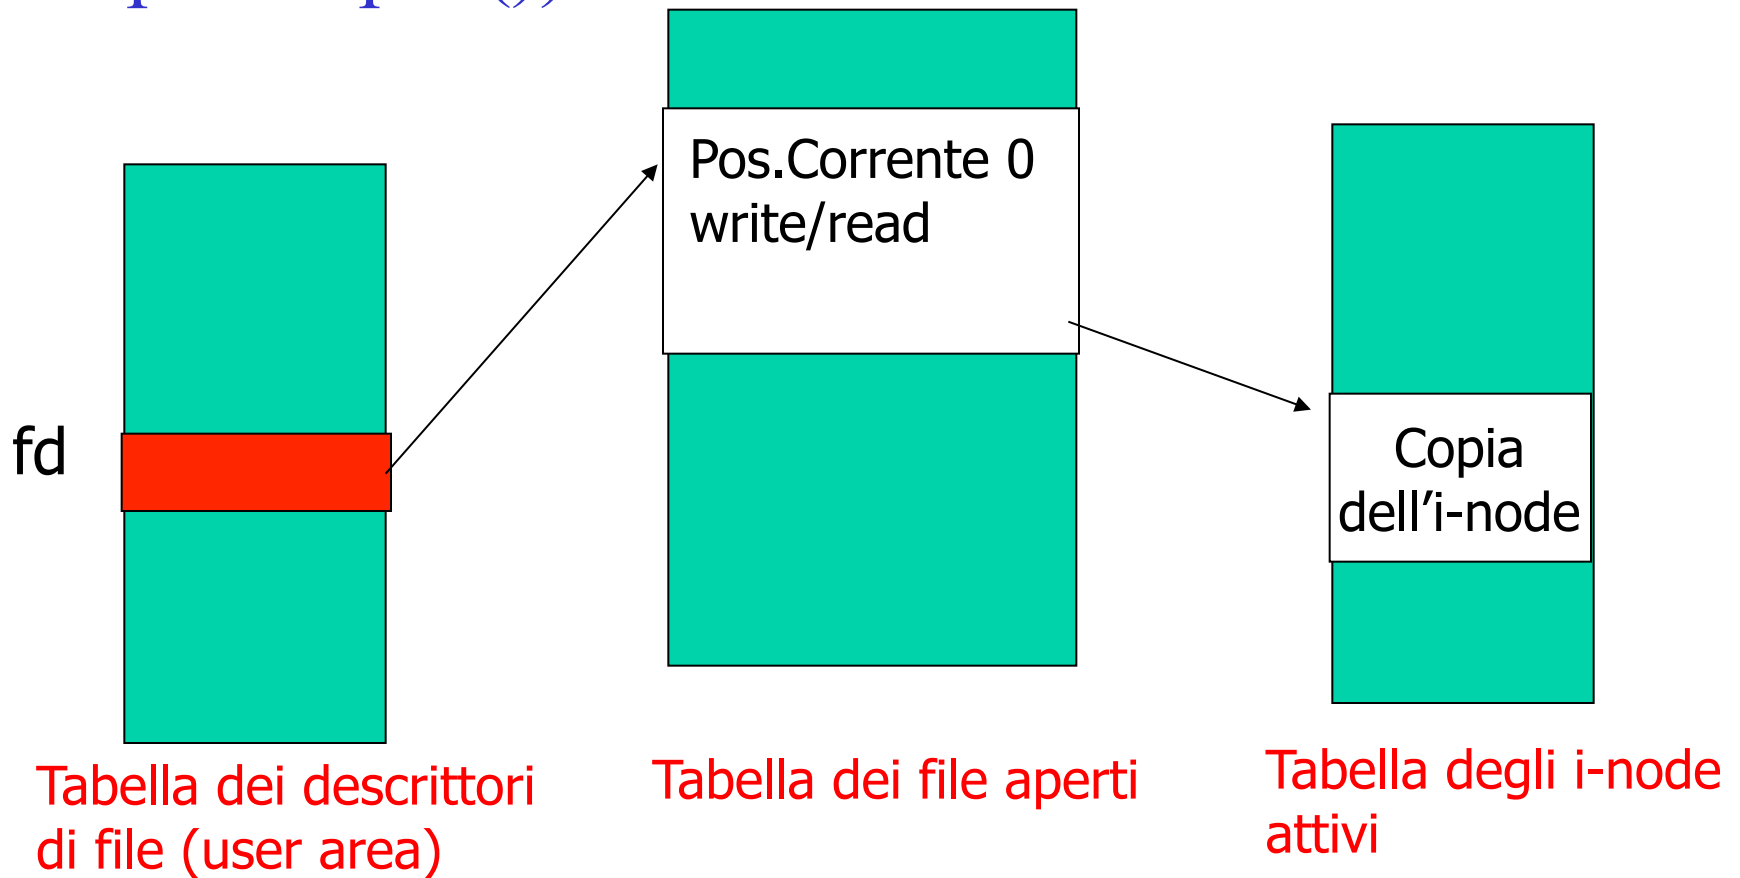 Pos.Corrente 0
write/read
fd
Copia
dell’i-node
Tabella dei descrittori
di file (user area)
Tabella dei file aperti
Tabella degli i-node
attivi